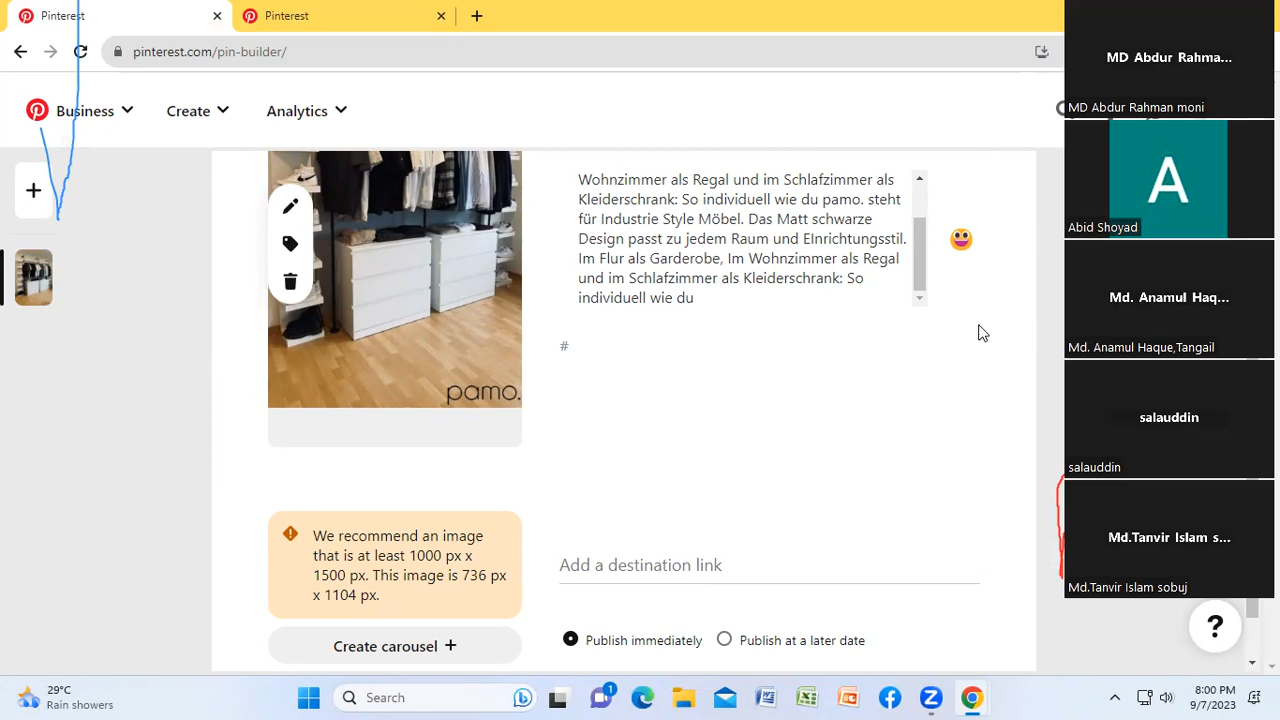 Pinterest
Pinterest
pinterest.com/pin-builder/
Business
Create
Analytics
Wohnzimmer als Regal und im Schlafzimmer als
Kleiderschrank: So individuell wie du pamo. steht
für Industrie Style Möbel. Das Matt schwarze
Design passt zu jedem Raum und EInrichtungsstil.
Im Flur als Garderobe, Im Wohnzimmer als Regal
und im Schlafzimmer als Kleiderschrank: So
individuell wie du
#
pamo.
We recommend an image
that is at least 1000 px x
1500 px. This image is 736 px
x 1104 px.
Create carousel +
Add a destination link
Publish immediately
Publish at a later date
MD Abdur Rahma...
MD Abdur Rahman moni
A
Abid Shoyad
Md. Anamul Haq...
Md. Anamul Haque,Tangail
salauddin
salauddin
Md.Tanvir Islam s...
Md.Tanvir Islam sobuj
?
29°C
Rain showers
Search
1
8:00 PM
9/7/2023